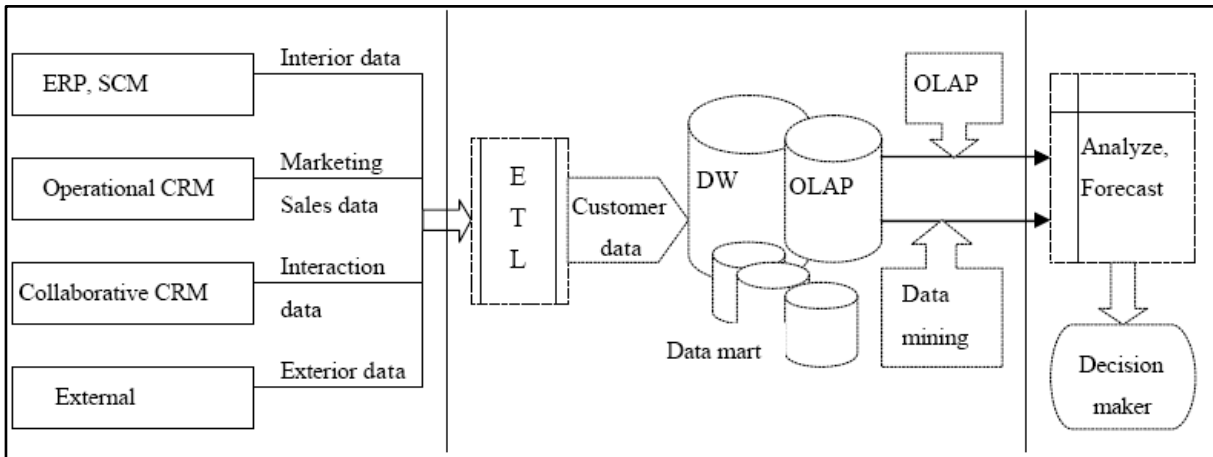 ERP, SCM
Interior data
Operational CRM
Marketing
Sales data
Collaborative CRM
Interaction
data
External
Exterior data
E
T
L
Customer
data
DW
OLAP
Data mart
OLAP
Data
mining
Analyze,
Forecast
Decision
maker